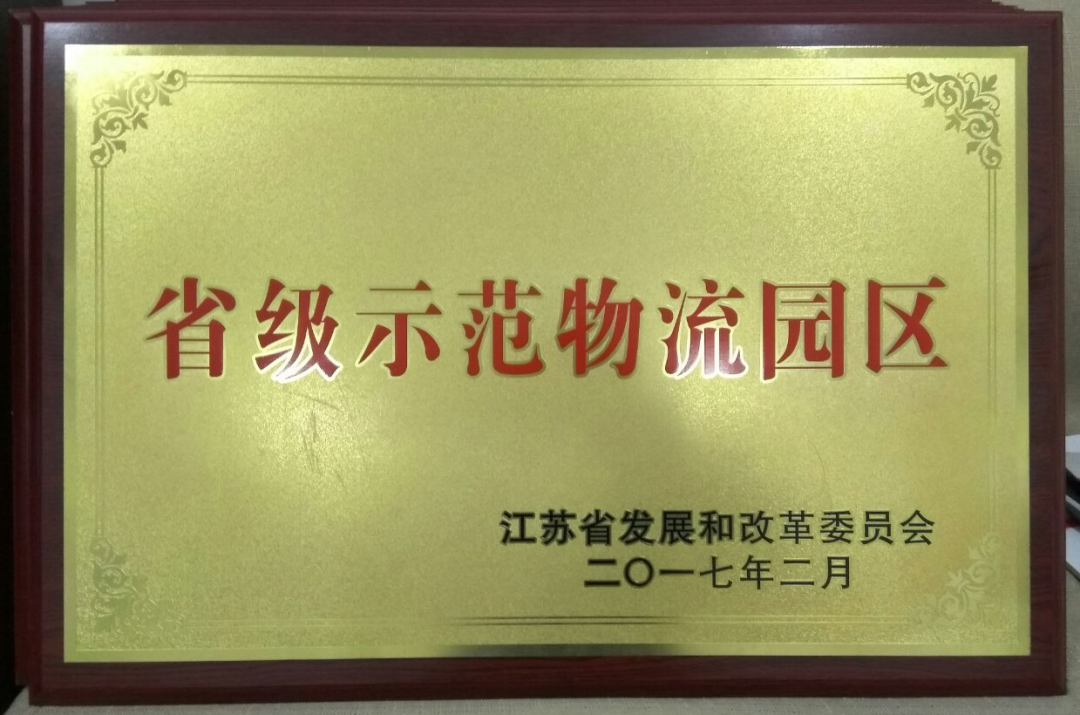 省级示范物流园区
江苏省发展和改革委员会
二〇一七年二月